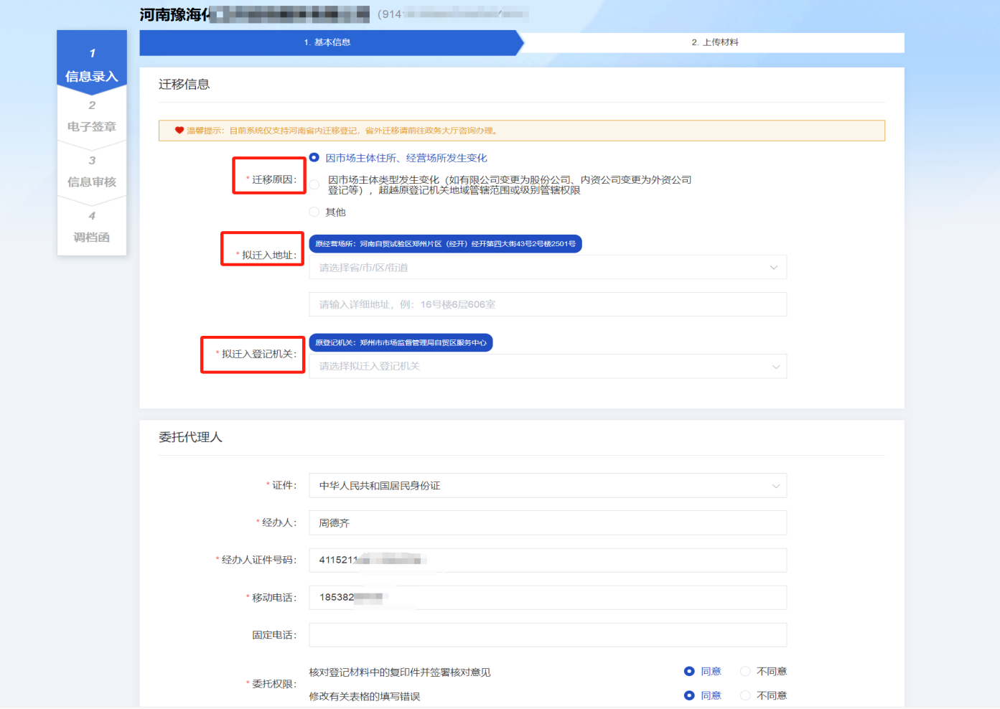 河南豫海化
（914
1
信息录入
2
电子签章
3
信息审核
4
调档函
1. 基本信息
2. 上传材料
迁移信息
温馨提示：目前系统仅支持河南省内迁移登记，省外迁移请前往政务大厅咨询办理。
* 迁移原因：
因市场主体住所、经营场所发生变化
因市场主体类型发生变化（如有限公司变更为股份公司、内资公司变更为外资公司
登记等），超越原登记机关地域管辖范围或级别管辖权限
其他
* 拟迁入地址：
原经营场所：河南自贸试验区郑州片区（经开）经开第四大街43号2号楼2501号
请选择省/市/区/街道
请输入详细地址，例：16号楼6层606室
* 拟迁入登记机关：
原登记机关：郑州市市场监督管理局自贸区服务中心
请选择拟迁入登记机关
委托代理人
* 证件：
中华人民共和国居民身份证
* 经办人：
周德齐
* 经办人证件号码：
4115211
* 移动电话：
185382
固定电话：
* 委托权限：
核对登记材料中的复印件并签署核对意见
同意
不同意
修改有关表格的填写错误
同意
不同意